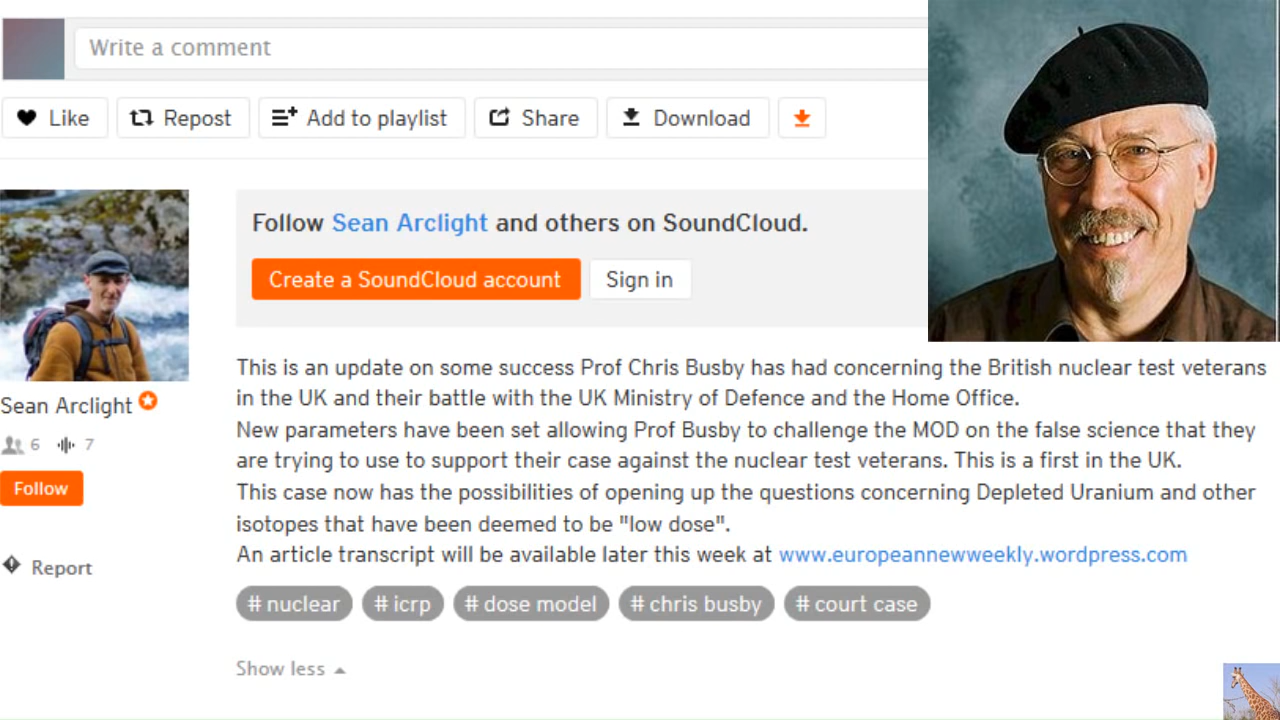 Write a comment
Like
Repost
Add to playlist
Share
Download
Follow Sean Arclight and others on SoundCloud.
Create a SoundCloud account
Sign in
Sean Arclight
6
7
Follow
Report
This is an update on some success Prof Chris Busby has had concerning the British nuclear test veterans
in the UK and their battle with the UK Ministry of Defence and the Home Office.
New parameters have been set allowing Prof Busby to challenge the MOD on the false science that they
are trying to use to support their case against the nuclear test veterans. This is a first in the UK.
This case now has the possibilities of opening up the questions concerning Depleted Uranium and other
isotopes that have been deemed to be "low dose".
An article transcript will be available later this week at www.europeannewweekly.wordpress.com
# nuclear
# icrp
# dose model
# chris busby
# court case
Show less